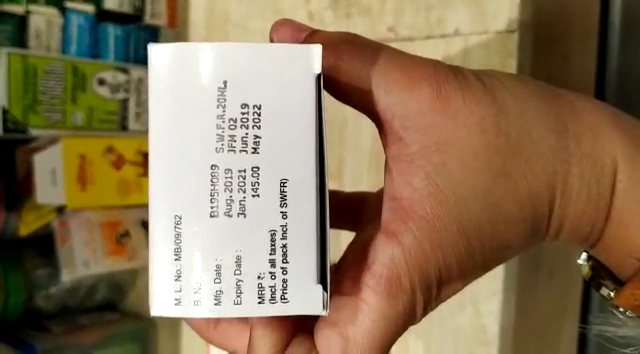 M. L. No.: MB/09/762
B. No. B195H089 S.W.F.R.20ML.
Mfg. Date : Aug.2019 JFM 02
Expiry Date : Jan.2021 Jun.2019
MRP ₹: 145.00 May 2022
(Incl. of all taxes)
(Price of pack Incl. of SWFR)